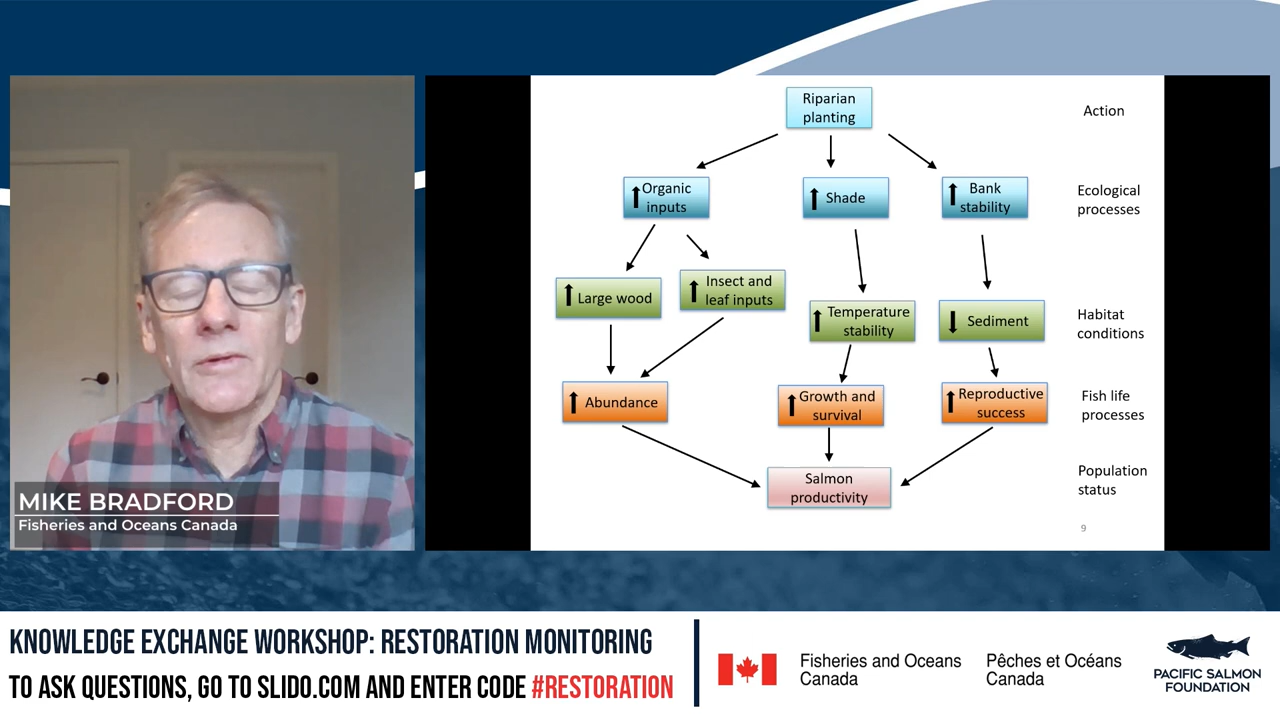 Riparian
planting
Action
Organic
inputs
Shade
Bank
stability
Ecological
processes
Large wood
Insect and
leaf inputs
Temperature
stability
Sediment
Habitat
conditions
Abundance
Growth and
survival
Reproductive
success
Fish life
processes
Salmon
productivity
Population
status
9
MIKE BRADFORD
Fisheries and Oceans Canada
KNOWLEDGE EXCHANGE WORKSHOP: RESTORATION MONITORING
TO ASK QUESTIONS, GO TO SLIDO.COM AND ENTER CODE #RESTORATION
Fisheries and Oceans
Canada
Pêches et Océans
Canada
PACIFIC SALMON
FOUNDATION